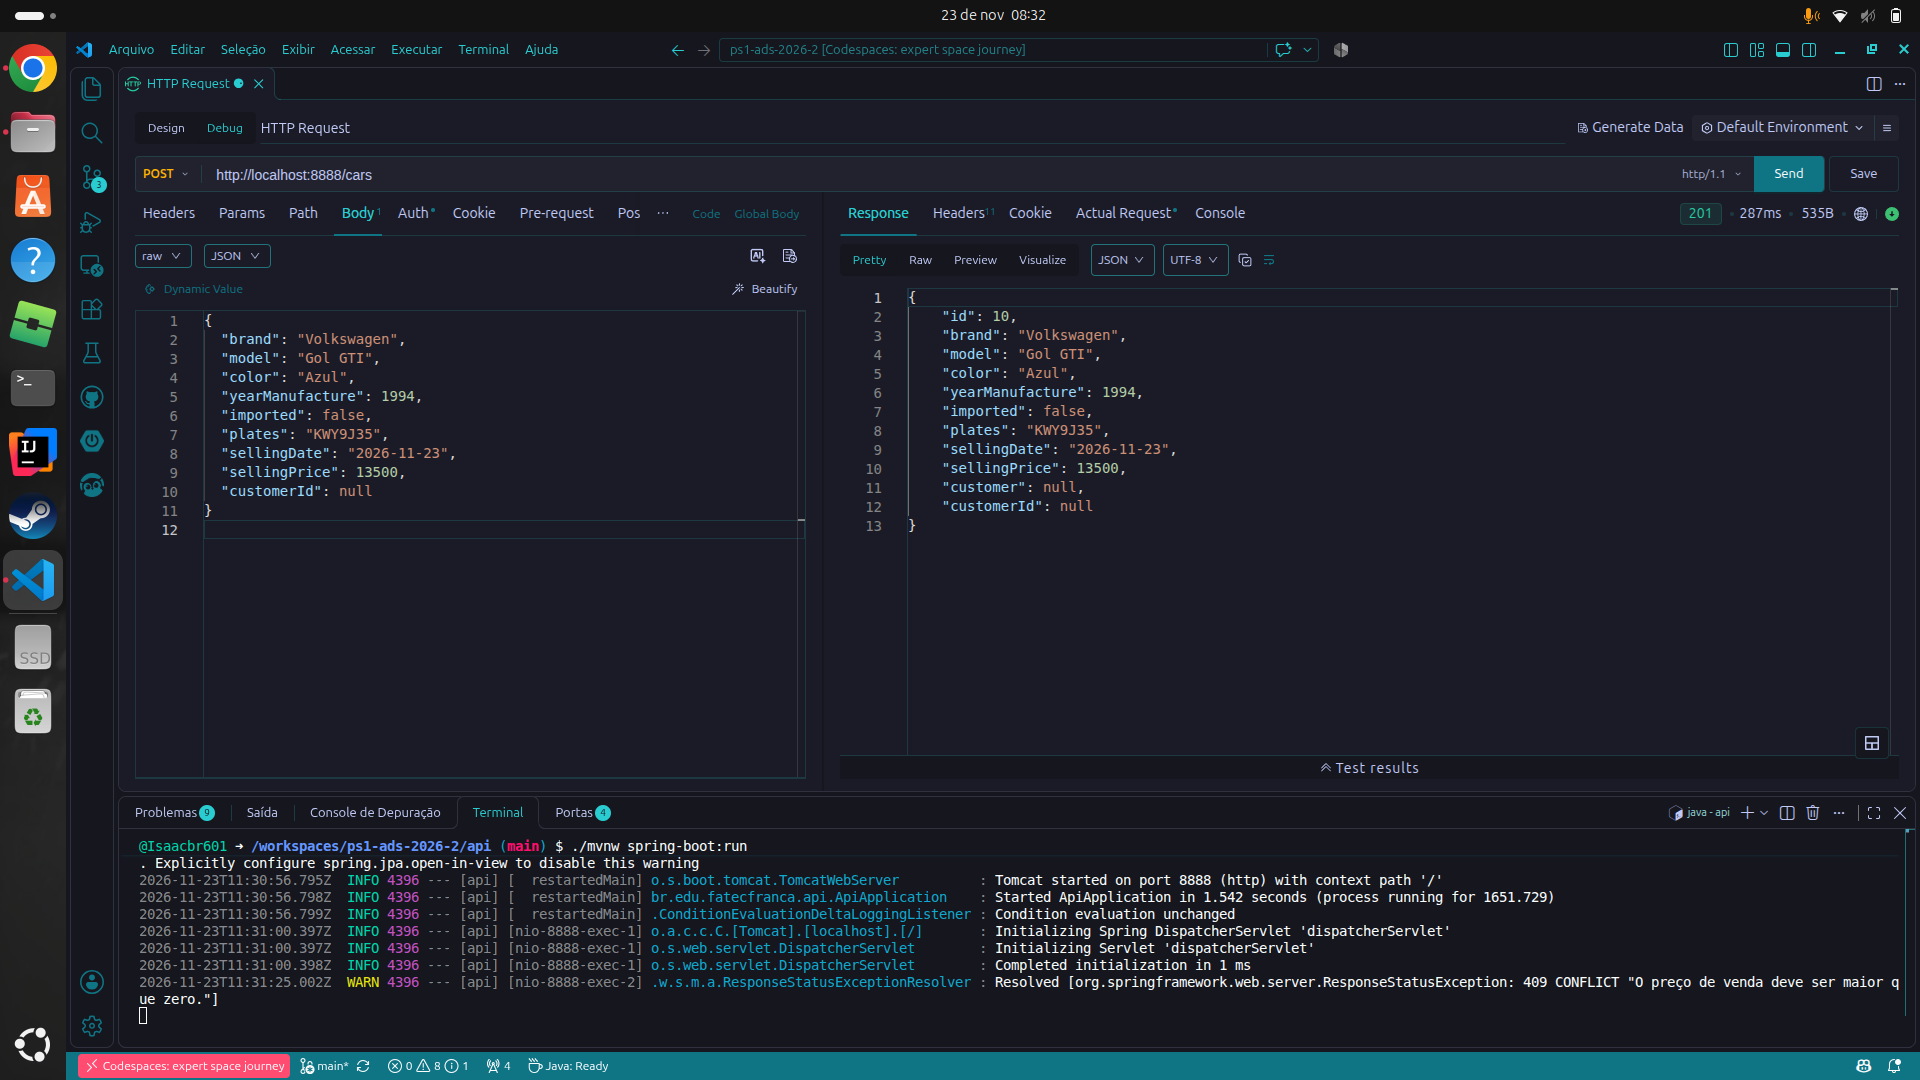 23 de nov 08:32
Arquivo Editar Seleção Exibir Acessar Executar Terminal Ajuda
ps1-ads-2026-2 [Codespaces: expert space journey]
HTTP HTTP Request
Design Debug HTTP Request
Generate Data Default Environment
POST http://localhost:8888/cars http/1.1 Send Save
Headers Params Path Body 1 Auth Cookie Pre-request Pos ··· Code Global Body
raw JSON
Dynamic Value Beautify
1 {
2 "brand": "Volkswagen",
3 "model": "Gol GTI",
4 "color": "Azul",
5 "yearManufacture": 1994,
6 "imported": false,
7 "plates": "KWY9J35",
8 "sellingDate": "2026-11-23",
9 "sellingPrice": 13500,
10 "customerId": null
11 }
12
Response Headers 11 Cookie Actual Request Console 201 287ms 535B
Pretty Raw Preview Visualize JSON UTF-8
1 {
2 "id": 10,
3 "brand": "Volkswagen",
4 "model": "Gol GTI",
5 "color": "Azul",
6 "yearManufacture": 1994,
7 "imported": false,
8 "plates": "KWY9J35",
9 "sellingDate": "2026-11-23",
10 "sellingPrice": 13500,
11 "customer": null,
12 "customerId": null
13 }
Test results
3
IJ
SSD
Problemas 9 Saída Console de Depuração Terminal Portas 4 java - api
@Isaacbr601 ➜ /workspaces/ps1-ads-2026-2/api (main) $ ./mvnw spring-boot:run
. Explicitly configure spring.jpa.open-in-view to disable this warning
2026-11-23T11:30:56.795Z  INFO 4396 --- [api] [  restartedMain] o.s.boot.tomcat.TomcatWebServer          : Tomcat started on port 8888 (http) with context path '/'
2026-11-23T11:30:56.798Z  INFO 4396 --- [api] [  restartedMain] br.edu.fatecfranca.api.ApiApplication    : Started ApiApplication in 1.542 seconds (process running for 1651.729)
2026-11-23T11:30:56.799Z  INFO 4396 --- [api] [  restartedMain] .ConditionEvaluationDeltaLoggingListener : Condition evaluation unchanged
2026-11-23T11:31:00.397Z  INFO 4396 --- [api] [nio-8888-exec-1] o.a.c.c.C.[Tomcat].[localhost].[/]       : Initializing Spring DispatcherServlet 'dispatcherServlet'
2026-11-23T11:31:00.397Z  INFO 4396 --- [api] [nio-8888-exec-1] o.s.web.servlet.DispatcherServlet        : Initializing Servlet 'dispatcherServlet'
2026-11-23T11:31:00.398Z  INFO 4396 --- [api] [nio-8888-exec-1] o.s.web.servlet.DispatcherServlet        : Completed initialization in 1 ms
2026-11-23T11:31:25.002Z  WARN 4396 --- [api] [nio-8888-exec-2] .w.s.m.a.ResponseStatusExceptionResolver : Resolved [org.springframework.web.server.ResponseStatusException: 409 CONFLICT "O preço de venda deve ser maior q
ue zero."]
Codespaces: expert space journey main* 0 8 1 4 Java: Ready